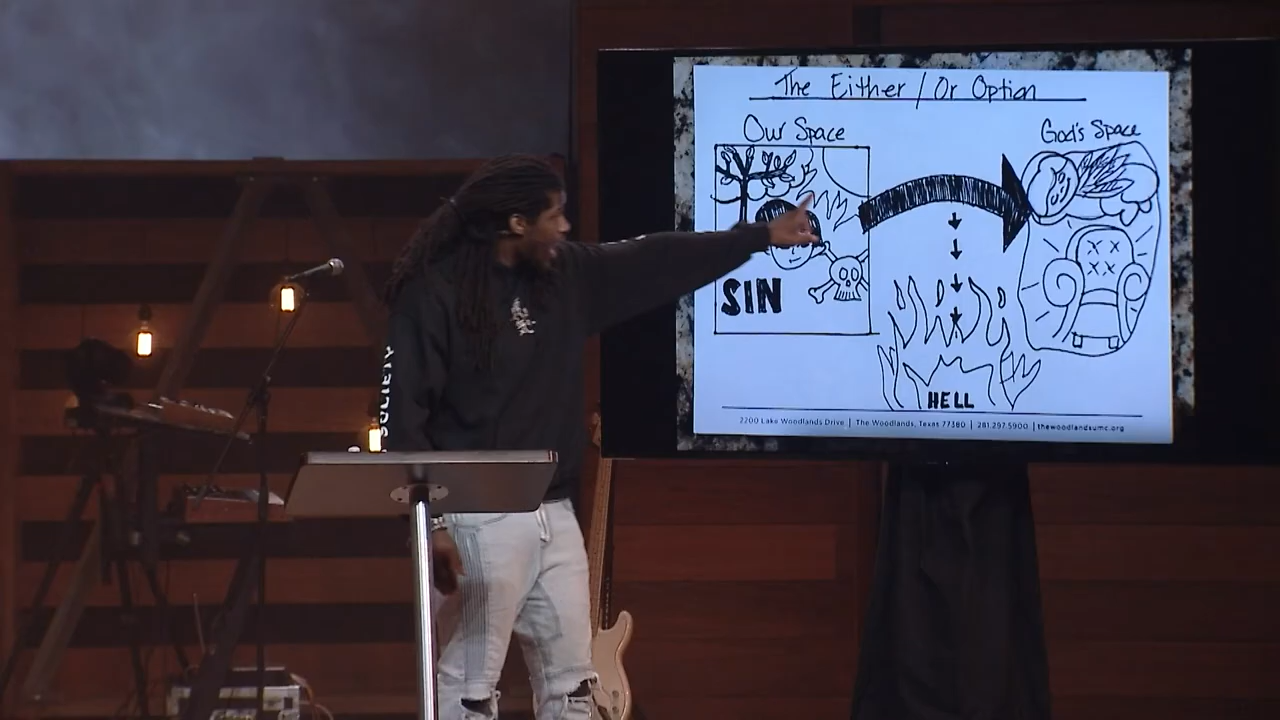 The Either / Or Option
Our Space
God's Space
SIN
HELL
2200 Lake Woodlands Drive | The Woodlands, Texas 77380 | 281.297.5900 | thewoodlandsumc.org
SOCIETY